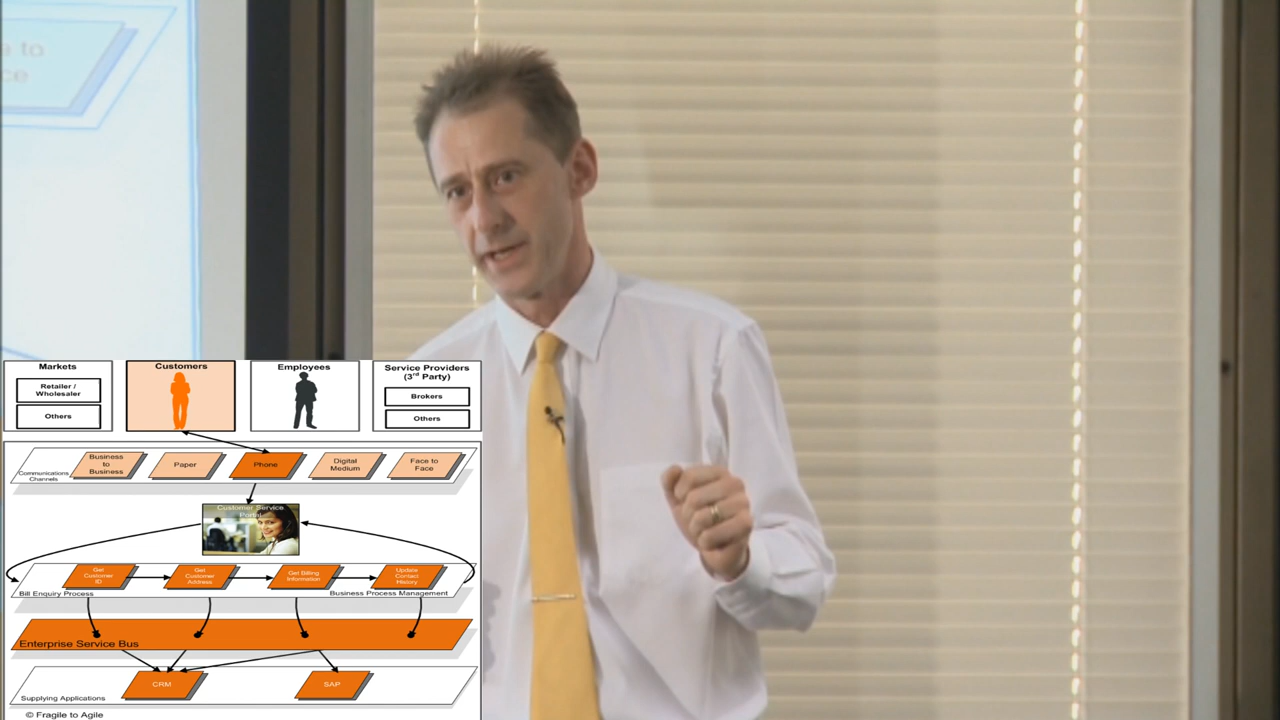 e to
ce
Markets
Retailer /
Wholesaler
Others
Customers
Employees
Service Providers
(3rd Party)
Brokers
Others
Communications
Channels
Business
to
Business
Paper
Phone
Digital
Medium
Face to
Face
Customer Service
Portal
Get
Customer
ID
Get
Customer
Address
Get Billing
Information
Update
Contact
History
Bill Enquiry Process
Business Process Management
Enterprise Service Bus
CRM
SAP
Supplying Applications
© Fragile to Agile